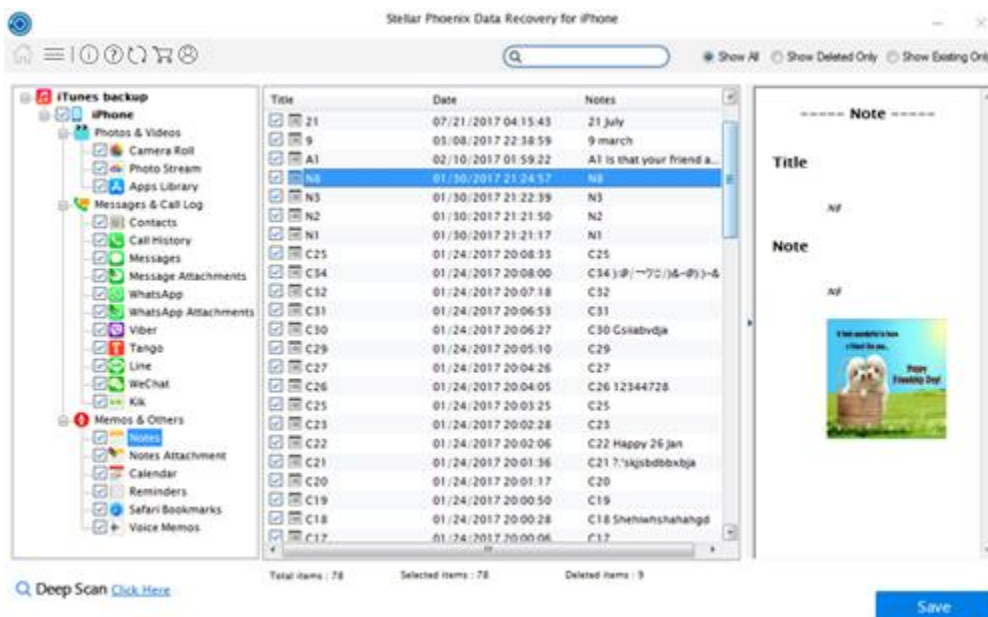 Stellar Phoenix Data Recovery for iPhone
Show All
Show Deleted Only
Show Existing Only
iTunes backup
iPhone
Photos & Videos
Camera Roll
Photo Stream
Apps Library
Messages & Call Log
Contacts
Call History
Messages
Message Attachments
WhatsApp
WhatsApp Attachments
Viber
Tango
Line
WeChat
Kik
Memos & Others
Notes
Notes Attachment
Calendar
Reminders
Safari Bookmarks
Voice Memos
Title Date Notes
21 07/21/2017 04:15:43 21 July
9 03/08/2017 22:38:59 9 march
A1 02/10/2017 01:59:22 A1 Is that your friend a...
N8 01/30/2017 21:24:57 N8
N3 01/30/2017 21:22:39 N3
N2 01/30/2017 21:21:50 N2
N1 01/30/2017 21:21:17 N1
C25 01/24/2017 20:08:33 C25
C34 01/24/2017 20:08:00 C34
C32 01/24/2017 20:07:18 C32
C31 01/24/2017 20:06:53 C31
C30 01/24/2017 20:06:27 C30 Gsiiabvdja
C29 01/24/2017 20:05:10 C29
C27 01/24/2017 20:04:26 C27
C26 01/24/2017 20:04:05 C26 12344728
C25 01/24/2017 20:03:25 C25
C23 01/24/2017 20:02:28 C23
C22 01/24/2017 20:02:06 C22 Happy 26 Jan
C21 01/24/2017 20:01:36 C21 ?.'skjsbdbbxbja
C20 01/24/2017 20:01:17 C20
C19 01/24/2017 20:00:50 C19
C18 01/24/2017 20:00:28 C18 Shehiwnshahahgd
C17 01/24/2017 20:00:06 C17
Total items : 78
Selected items : 78
Deleted items : 9
----- Note -----
Title
N8
Note
N8
Happy
Friendship Day!
Deep Scan Click Here
Save